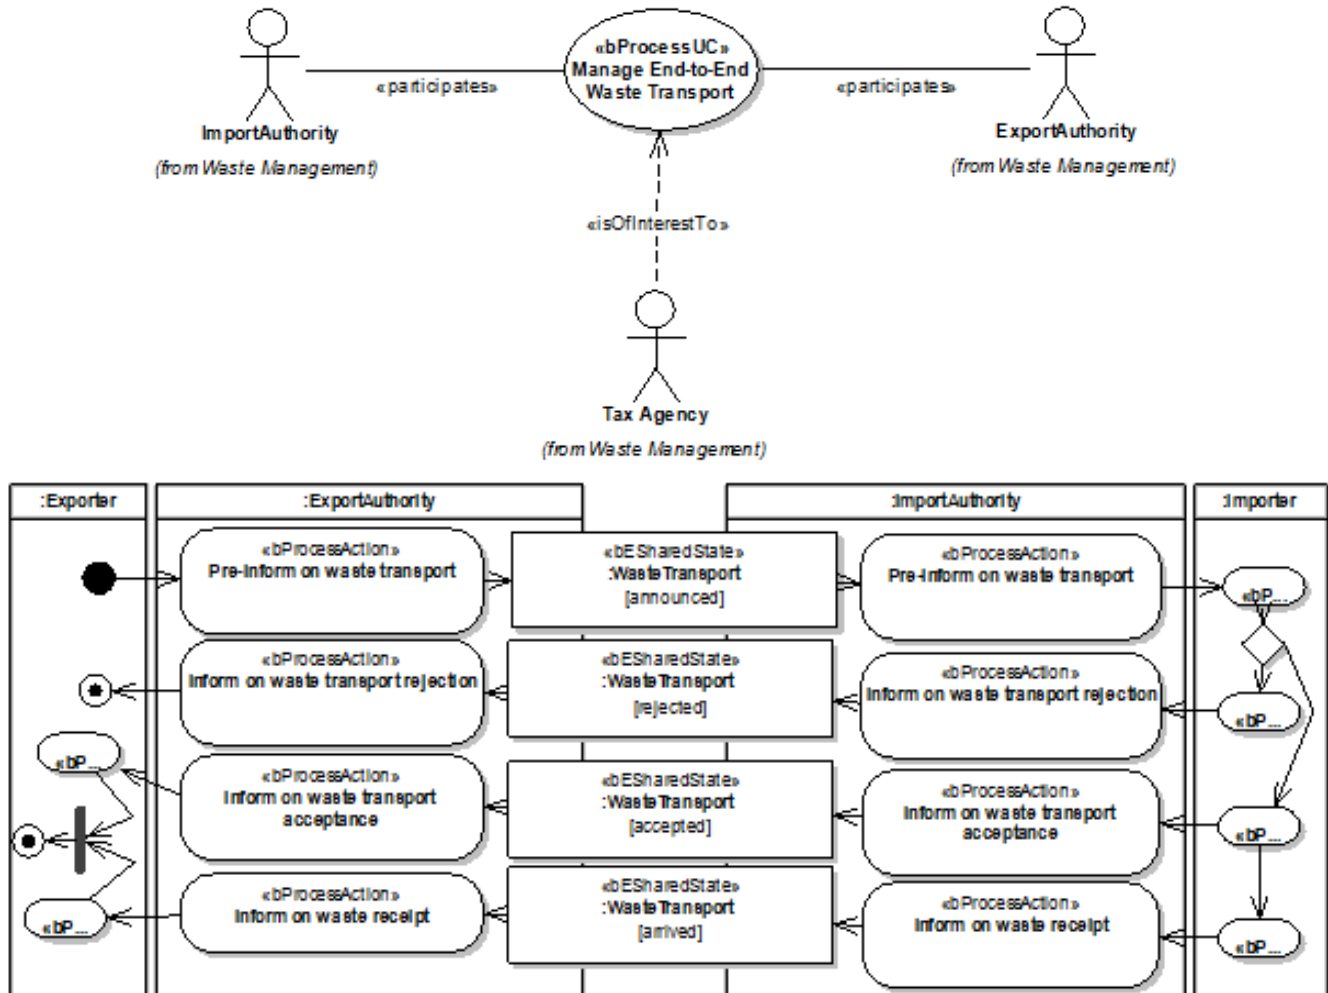 «bProcessUC»
Manage End-to-End
Waste Transport
«participates»
«participates»
ImportAuthority
(from Waste Management)
ExportAuthority
(from Waste Management)
«isOfInterestTo»
Tax Agency
(from Waste Management)
:Exporter
:ExportAuthority
:ImportAuthority
:Importer
«bProcessAction»
Pre-Inform on waste transport
«bESharedState»
:WasteTransport
[announced]
«bProcessAction»
Pre-Inform on waste transport
«bP...
«bProcessAction»
Inform on waste transport rejection
«bESharedState»
:WasteTransport
[rejected]
«bProcessAction»
Inform on waste transport rejection
«bP...
«bP...
«bProcessAction»
Inform on waste transport
acceptance
«bESharedState»
:WasteTransport
[accepted]
«bProcessAction»
Inform on waste transport
acceptance
«bP...
«bP...
«bProcessAction»
Inform on waste receipt
«bESharedState»
:WasteTransport
[arrived]
«bProcessAction»
Inform on waste receipt
«bP...